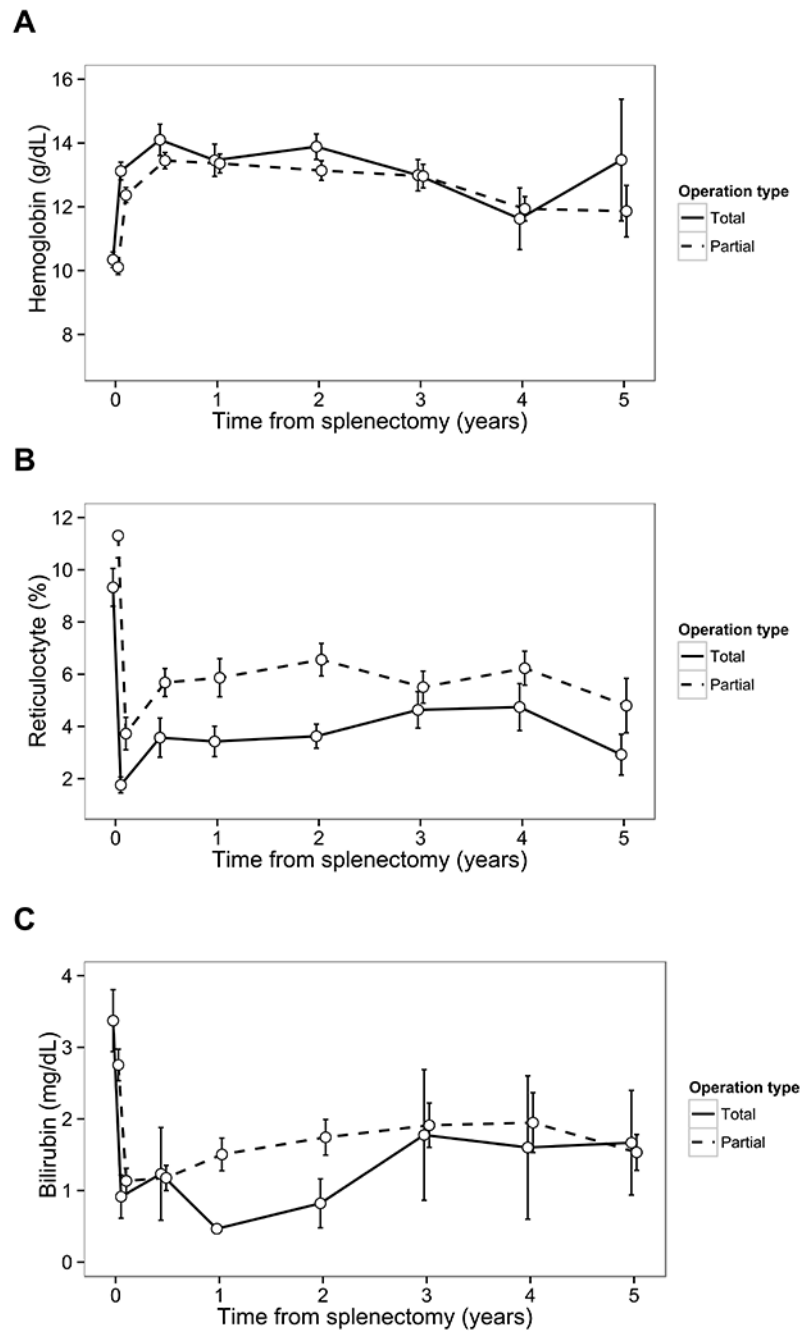 A
Hemoglobin (g/dL)
16
14
12
10
8
0 1 2 3 4 5
Time from splenectomy (years)
Operation type
Total
Partial
B
Reticuloctyte (%)
12
10
8
6
4
2
0 1 2 3 4 5
Time from splenectomy (years)
Operation type
Total
Partial
C
Bilirubin (mg/dL)
4
3
2
1
0
0 1 2 3 4 5
Time from splenectomy (years)
Operation type
Total
Partial